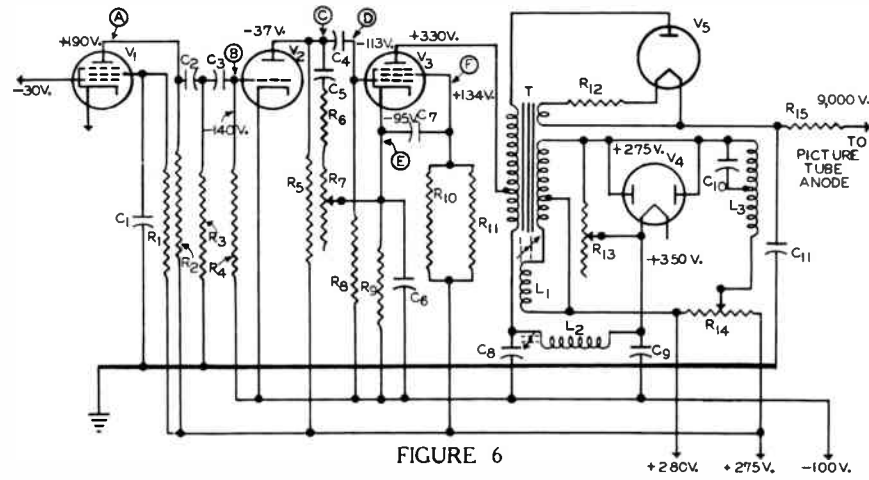 A C D
+190V. -37V. -113V. +330V. V5
V1 C2 C3 B V2 C4 V3 F T R12
-30V. C5 +134V. R15 9,000 V.
-140V. R6 -95V. C7 +275V. TO
E V4 PICTURE
R5 R7 R10 C10 TUBE
C1 R1 R3 R11 R13 L3 ANODE
R2 R4 R8 R9 C6 +350V. C11
L1
L2 R14
C8 C9
FIGURE 6
+280V. +275V. -100V.